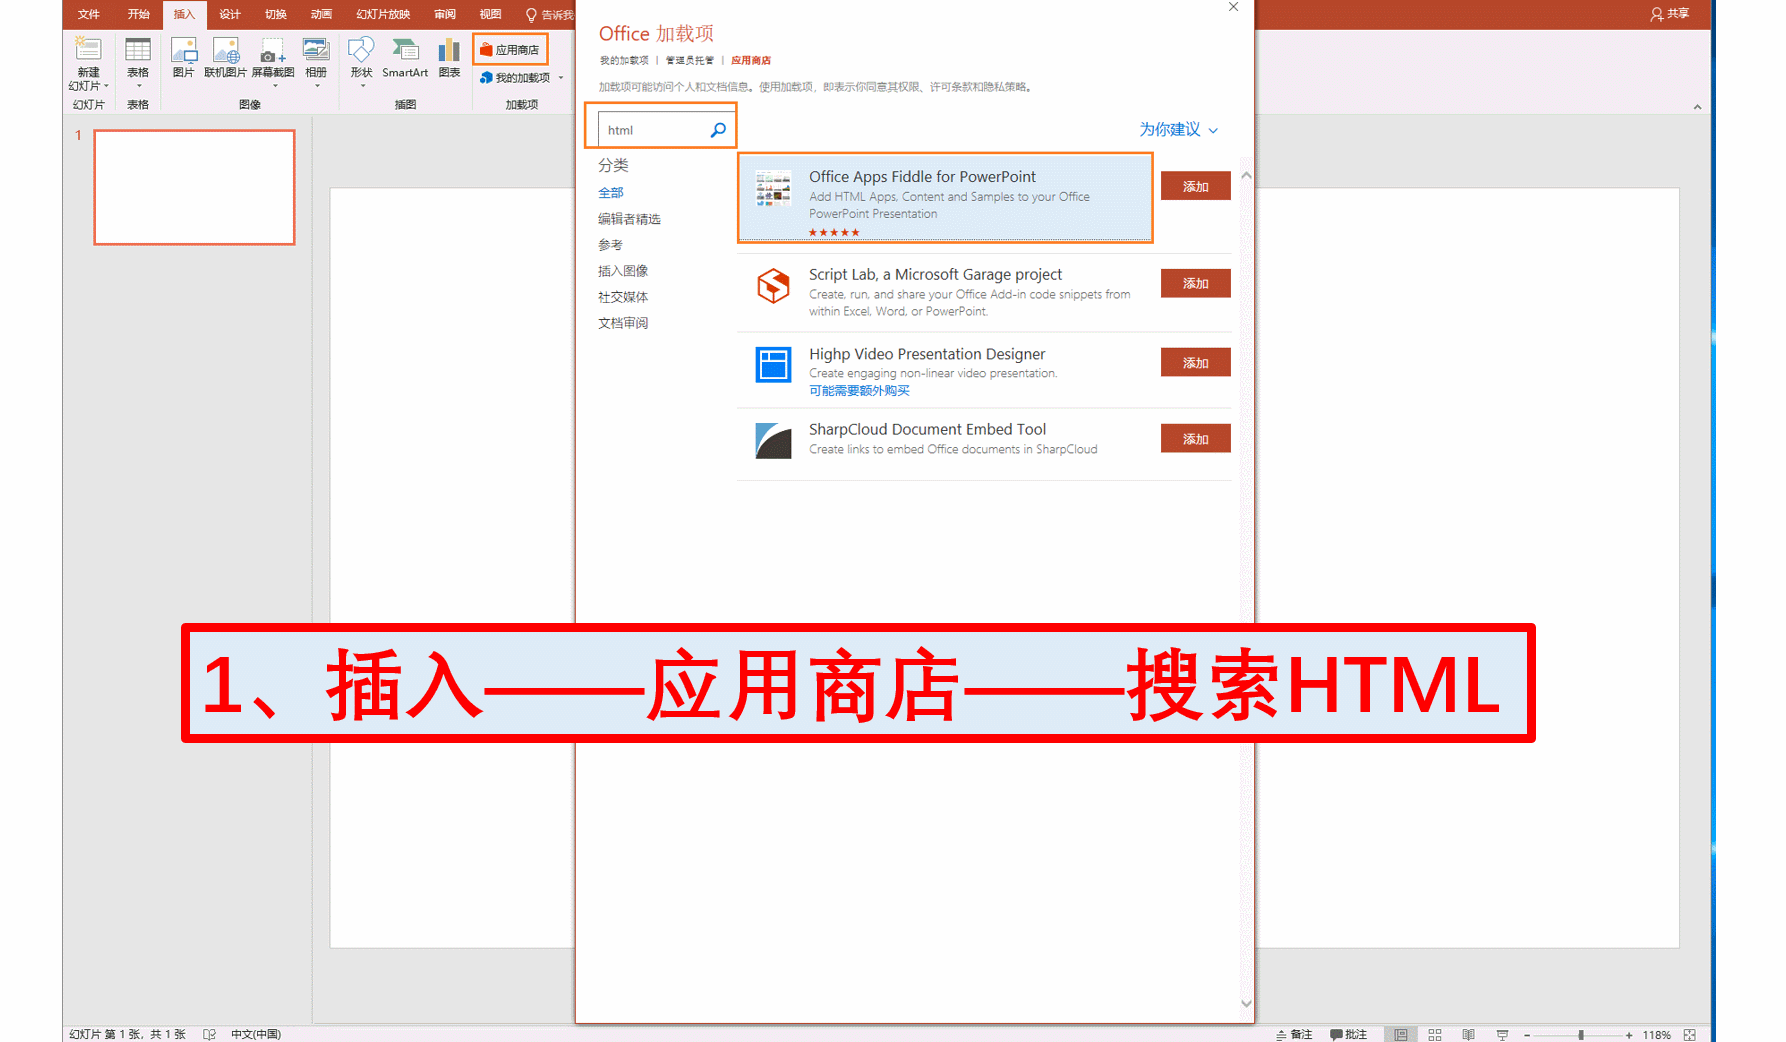 文件 开始 插入 设计 切换 动画 幻灯片放映 审阅 视图 告诉我
共享
新建
幻灯片
表格
图片 联机图片 屏幕截图 相册
形状 SmartArt 图表
应用商店
我的加载项
幻灯片 表格 图像 插图 加载项
1
Office 加载项
我的加载项 | 管理员托管 | 应用商店
加载项可能访问个人和文档信息。使用加载项，即表示你同意其权限、许可条款和隐私策略。
html
为你建议
分类
全部
编辑者精选
参考
插入图像
社交媒体
文档审阅
Office Apps Fiddle for PowerPoint
Add HTML Apps, Content and Samples to your Office
PowerPoint Presentation
★★★★★
添加
Script Lab, a Microsoft Garage project
Create, run, and share your Office Add-in code snippets from
within Excel, Word, or PowerPoint.
添加
Highp Video Presentation Designer
Create engaging non-linear video presentation.
可能需要额外购买
添加
SharpCloud Document Embed Tool
Create links to embed Office documents in SharpCloud
添加
1、插入——应用商店——搜索HTML
幻灯片 第 1 张，共 1 张 中文(中国)
备注 批注 - + 118%